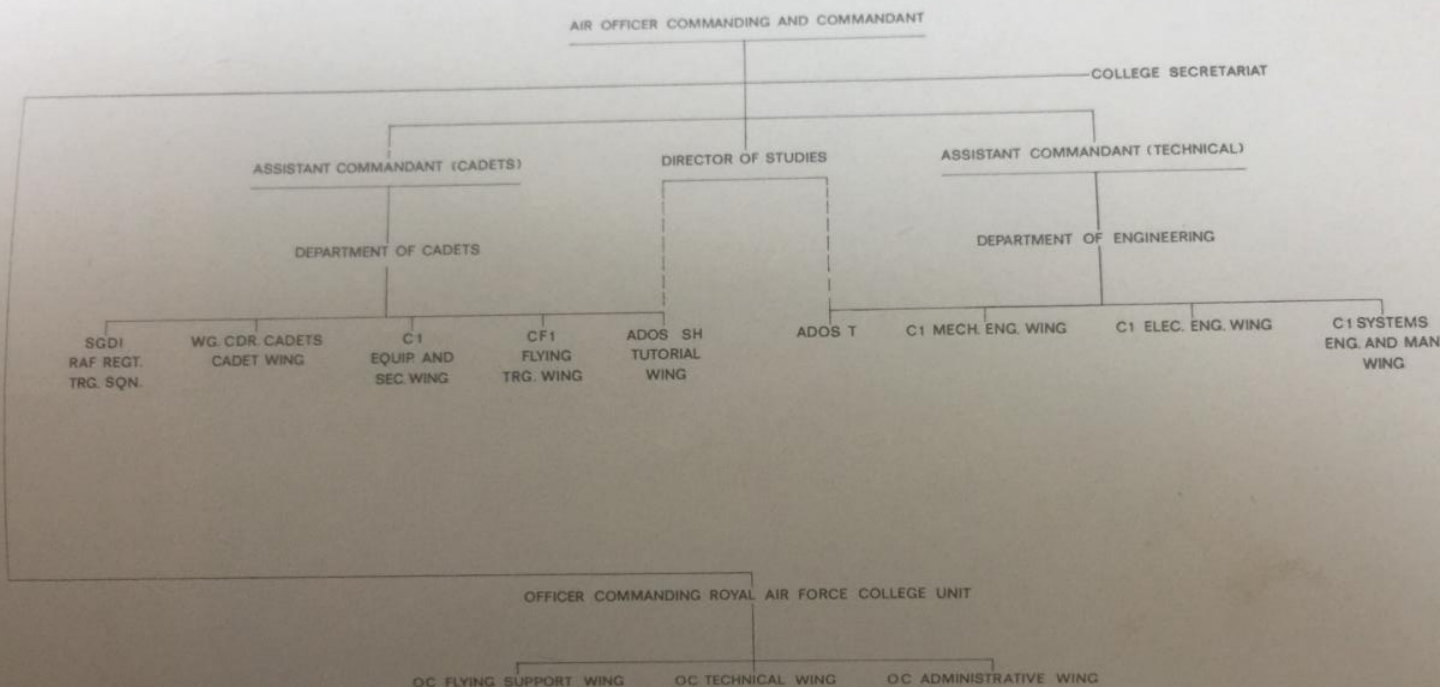 AIR OFFICER COMMANDING AND COMMANDANT
COLLEGE SECRETARIAT
ASSISTANT COMMANDANT (CADETS)
DIRECTOR OF STUDIES
ASSISTANT COMMANDANT (TECHNICAL)
DEPARTMENT OF CADETS
DEPARTMENT OF ENGINEERING
SGDI
RAF REGT.
TRG. SQN.
WG. CDR. CADETS
CADET WING
C1
EQUIP AND
SEC. WING
CF1
FLYING
TRG. WING
ADOS SH
TUTORIAL
WING
ADOS T
C1 MECH. ENG. WING
C1 ELEC. ENG. WING
C1 SYSTEMS
ENG. AND MAN
WING
OFFICER COMMANDING ROYAL AIR FORCE COLLEGE UNIT
OC FLYING SUPPORT WING
OC TECHNICAL WING
OC ADMINISTRATIVE WING